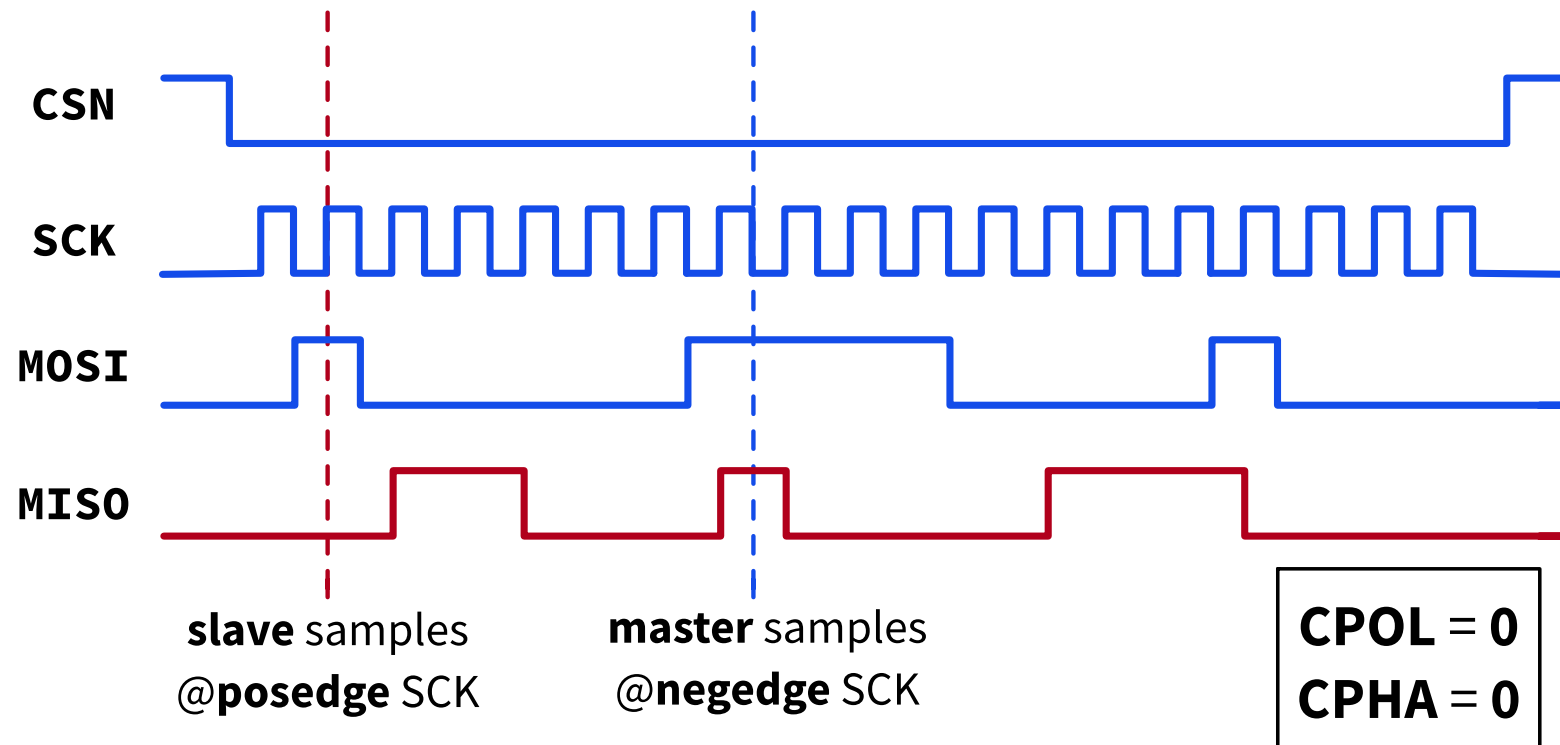 CSN
SCK
MOSI
MISO
slave samples
@posedge SCK
master samples
@negedge SCK
CPOL = 0
CPHA = 0